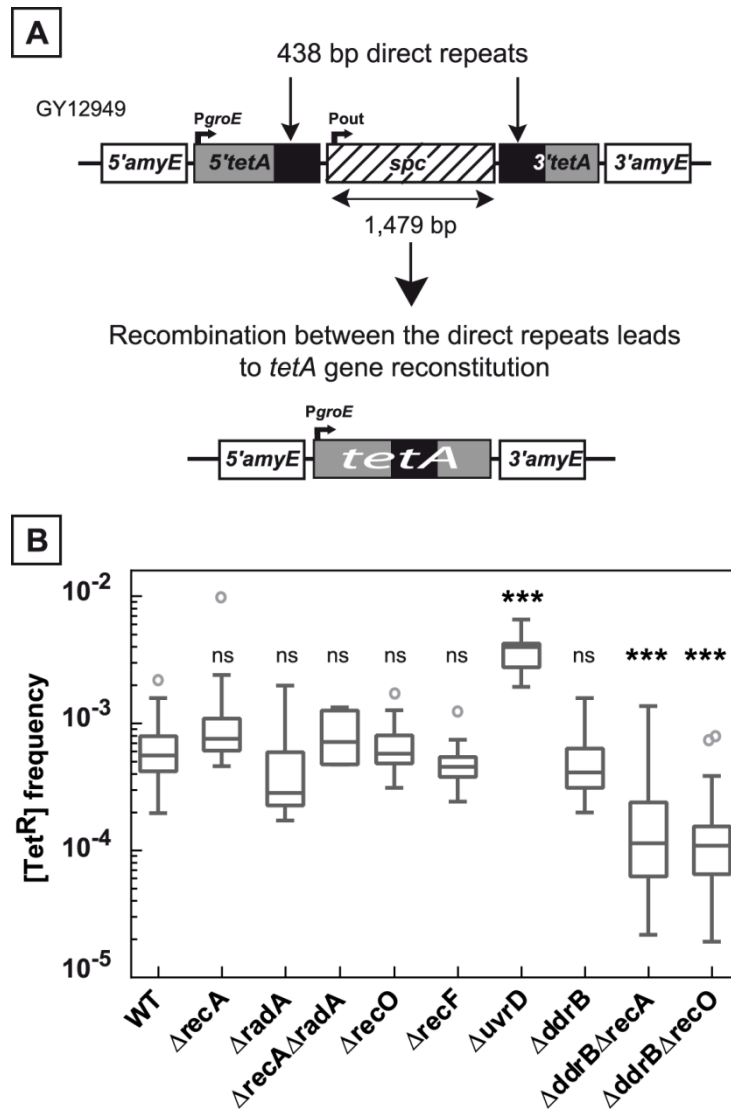 A
438 bp direct repeats
GY12949
PgroE
Pout
5'amyE
5'tetA
spc
3'tetA
3'amyE
1,479 bp
Recombination between the direct repeats leads
to tetA gene reconstitution
PgroE
5'amyE
tetA
3'amyE
B
[TetR] frequency
10-2
10-3
10-4
10-5
ns
ns
ns
ns
ns
***
ns
***
***
WT
ΔrecA
ΔradA
ΔrecAΔradA
ΔrecO
ΔrecF
ΔuvrD
ΔddrB
ΔddrBΔrecA
ΔddrBΔrecO